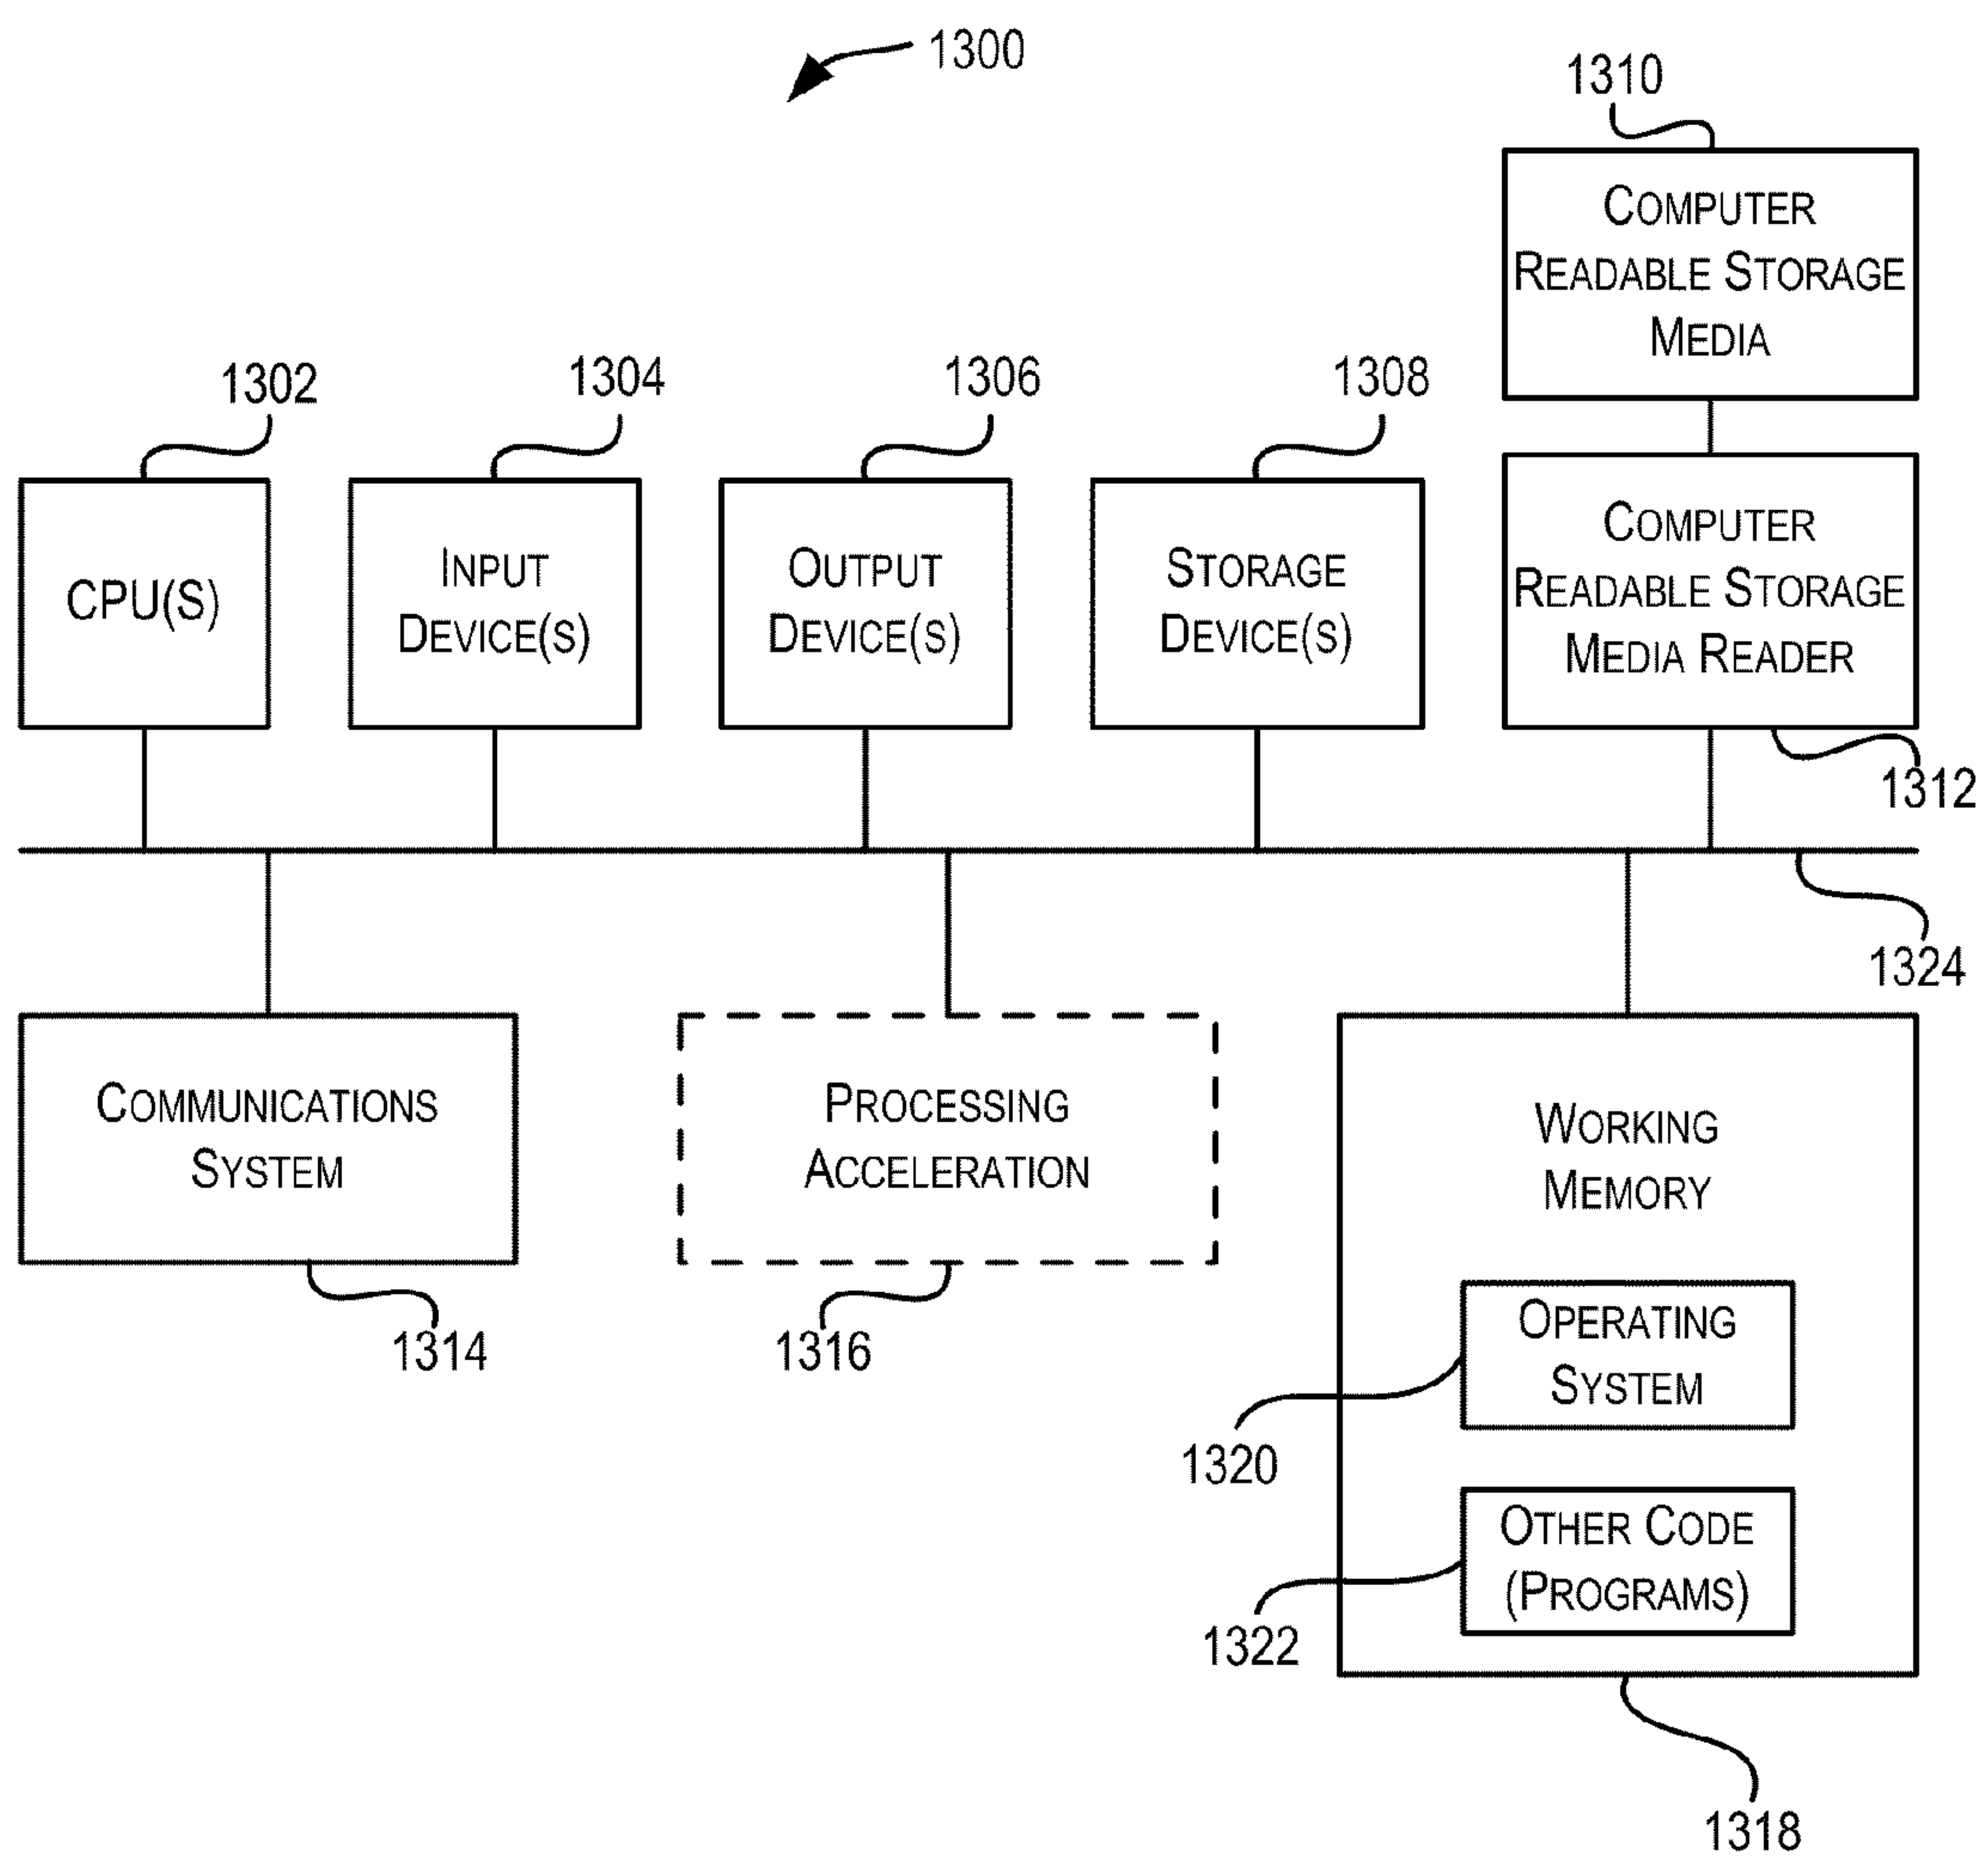 1300
1310
COMPUTER
READABLE STORAGE
MEDIA
1302
1304
1306
1308
CPU(S)
INPUT
DEVICE(S)
OUTPUT
DEVICE(S)
STORAGE
DEVICE(S)
COMPUTER
READABLE STORAGE
MEDIA READER
1312
1324
COMMUNICATIONS
SYSTEM
1314
PROCESSING
ACCELERATION
1316
WORKING
MEMORY
OPERATING
SYSTEM
1320
OTHER CODE
(PROGRAMS)
1322
1318